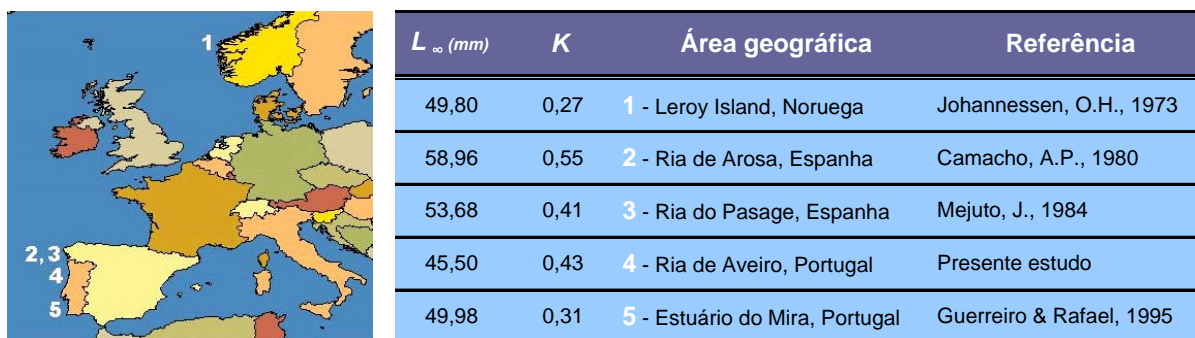 1
2,3
4
5
L ∞ (mm) K Área geográfica Referência
49,80 0,27 1 - Leroy Island, Noruega Johannessen, O.H., 1973
58,96 0,55 2 - Ria de Arosa, Espanha Camacho, A.P., 1980
53,68 0,41 3 - Ria do Pasage, Espanha Mejuto, J., 1984
45,50 0,43 4 - Ria de Aveiro, Portugal Presente estudo
49,98 0,31 5 - Estuário do Mira, Portugal Guerreiro & Rafael, 1995